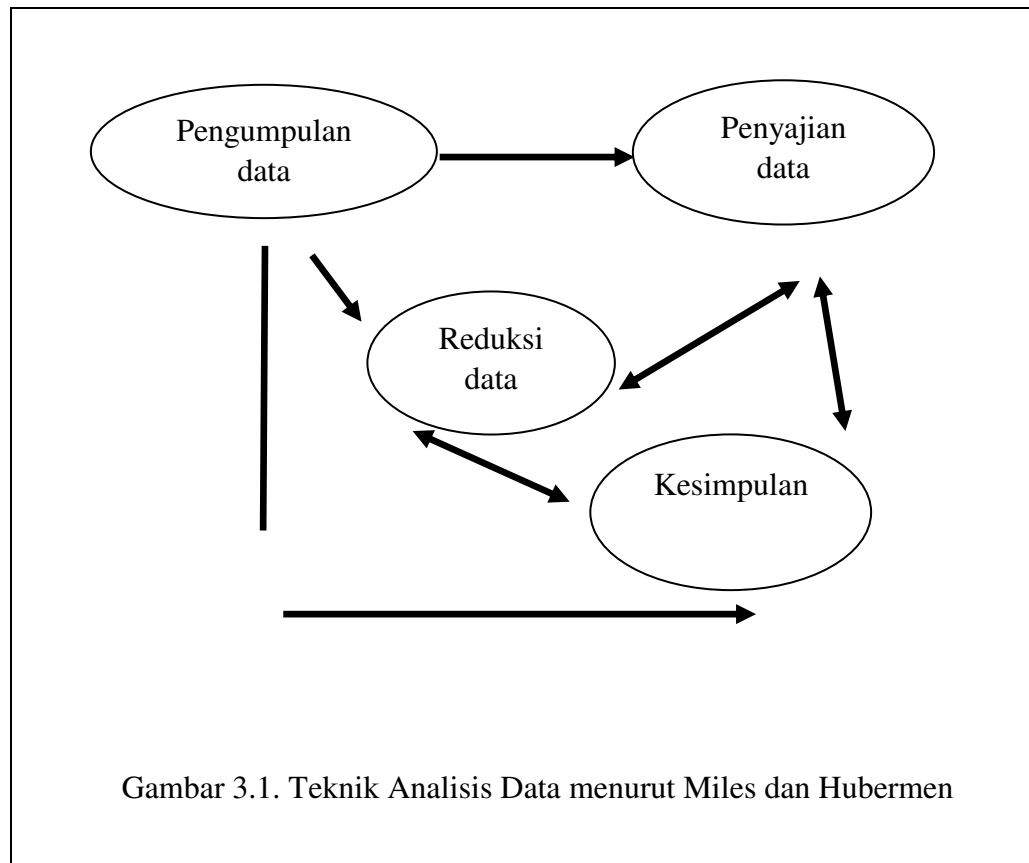 Pengumpulan
data
Penyajian
data
Reduksi
data
Kesimpulan
Gambar 3.1. Teknik Analisis Data menurut Miles dan Hubermen